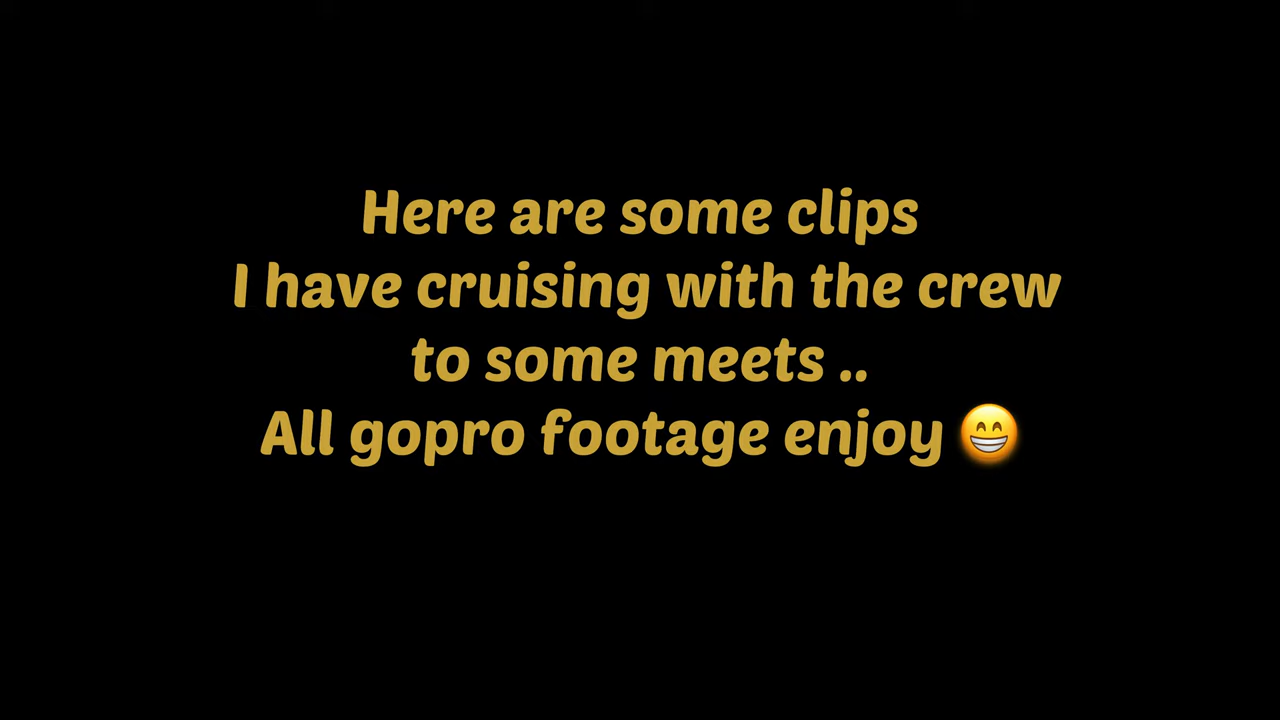 Here are some clips
I have cruising with the crew
to some meets ..
All gopro footage enjoy 😁